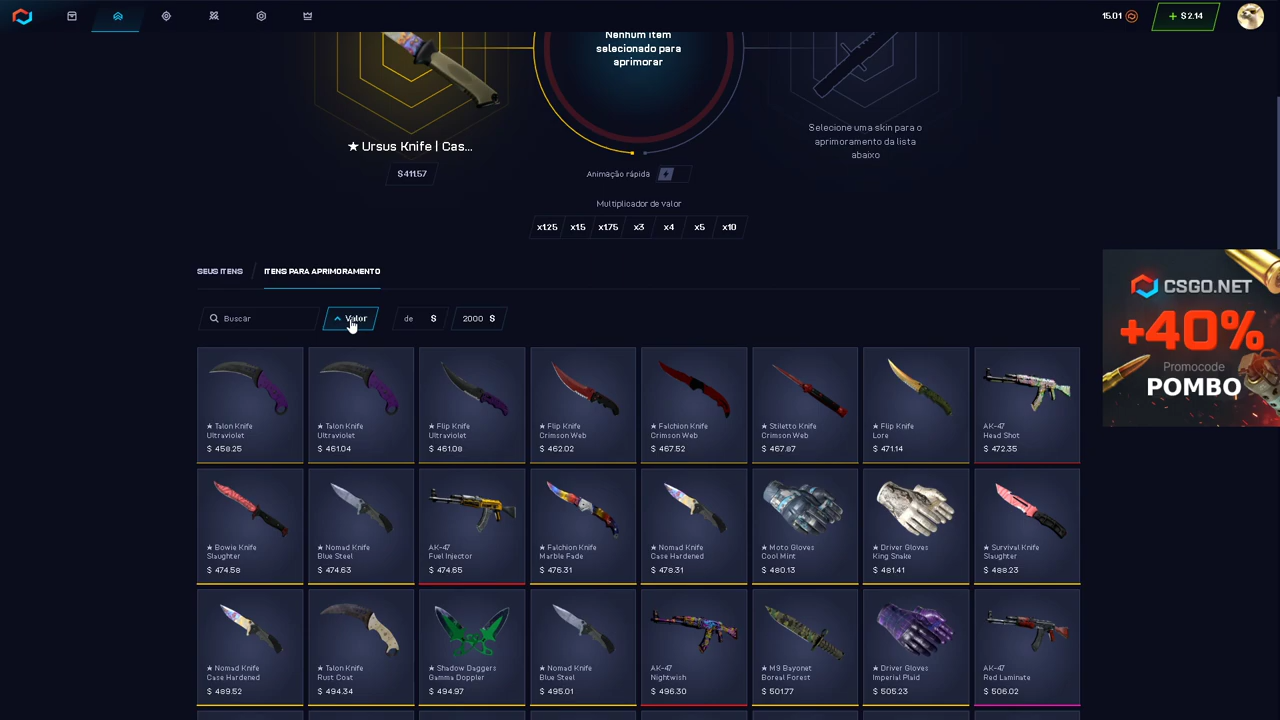 15.01
+ $ 2.14
Nenhum item
selecionado para
aprimorar
★ Ursus Knife | Cas...
$ 411.57
Selecione uma skin para o
aprimoramento da lista
abaixo
Animação rápida
Multiplicador de valor
x1.25 x1.5 x1.75 x3 x4 x5 x10
SEUS ITENS / ITENS PARA APRIMORAMENTO
Buscar
Valor
de $
2000 $
CSGO.NET
+40%
Promocode
POMBO
★ Talon Knife
Ultraviolet
$ 458.25
★ Talon Knife
Ultraviolet
$ 461.04
★ Flip Knife
Ultraviolet
$ 461.08
★ Flip Knife
Crimson Web
$ 462.02
★ Falchion Knife
Crimson Web
$ 467.52
★ Stiletto Knife
Crimson Web
$ 467.87
★ Flip Knife
Lore
$ 471.14
AK-47
Head Shot
$ 472.35
★ Bowie Knife
Slaughter
$ 474.58
★ Nomad Knife
Blue Steel
$ 474.63
AK-47
Fuel Injector
$ 474.65
★ Falchion Knife
Marble Fade
$ 476.31
★ Nomad Knife
Case Hardened
$ 479.31
★ Moto Gloves
Cool Mint
$ 480.13
★ Driver Gloves
King Snake
$ 481.41
★ Survival Knife
Slaughter
$ 488.23
★ Nomad Knife
Case Hardened
$ 489.52
★ Talon Knife
Rust Coat
$ 494.34
★ Shadow Daggers
Gamma Doppler
$ 494.97
★ Nomad Knife
Blue Steel
$ 495.01
AK-47
Nightwish
$ 496.30
★ M9 Bayonet
Boreal Forest
$ 501.77
★ Driver Gloves
Imperial Plaid
$ 505.23
AK-47
Red Laminate
$ 506.02